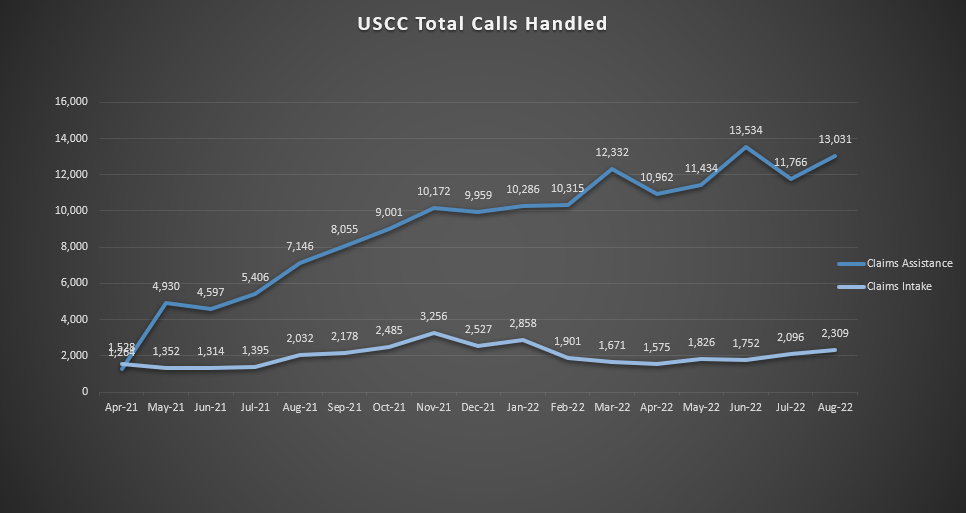 USCC Total Calls Handled
16,000
14,000
12,000
10,000
8,000
6,000
4,000
2,000
0
1,264
4,930
4,597
5,406
7,146
8,055
9,001
10,172
9,959
10,286
10,315
12,332
10,962
11,434
13,534
11,766
13,031
1,528
1,352
1,314
1,395
2,032
2,178
2,485
3,256
2,527
2,858
1,901
1,671
1,575
1,826
1,752
2,096
2,309
Apr-21
May-21
Jun-21
Jul-21
Aug-21
Sep-21
Oct-21
Nov-21
Dec-21
Jan-22
Feb-22
Mar-22
Apr-22
May-22
Jun-22
Jul-22
Aug-22
Claims Assistance
Claims Intake